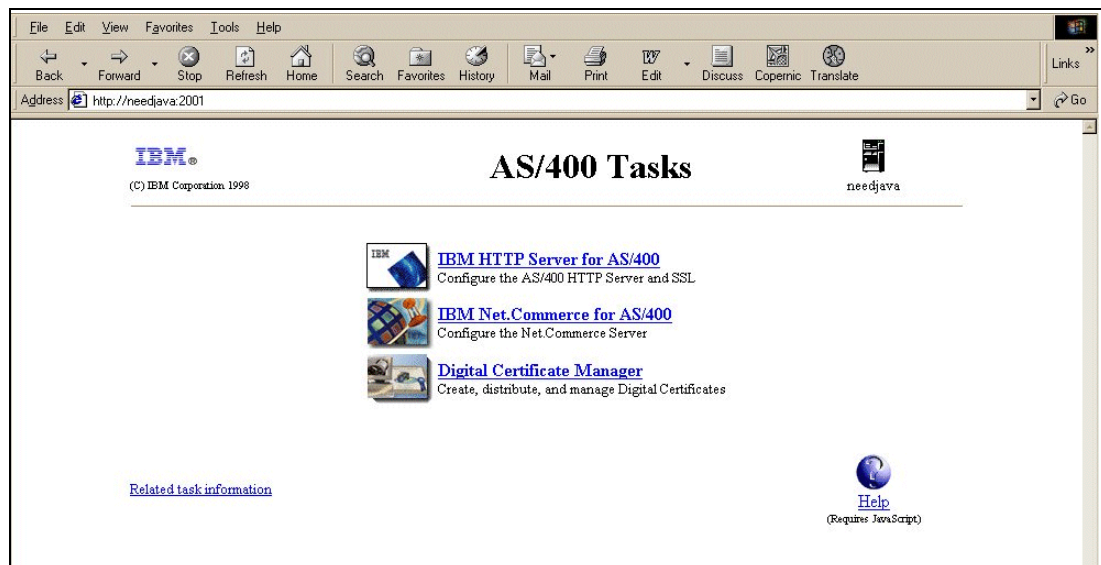 File Edit View Favorites Tools Help
Back Forward Stop Refresh Home Search Favorites History Mail Print Edit Discuss Copernic Translate
Links »
Address http://needjava:2001 Go
IBM®
(C) IBM Corporation 1998
AS/400 Tasks
needjava
IBM
IBM HTTP Server for AS/400
Configure the AS/400 HTTP Server and SSL
IBM Net.Commerce for AS/400
Configure the Net.Commerce Server
Digital Certificate Manager
Create, distribute, and manage Digital Certificates
Related task information
Help
(Requires JavaScript)